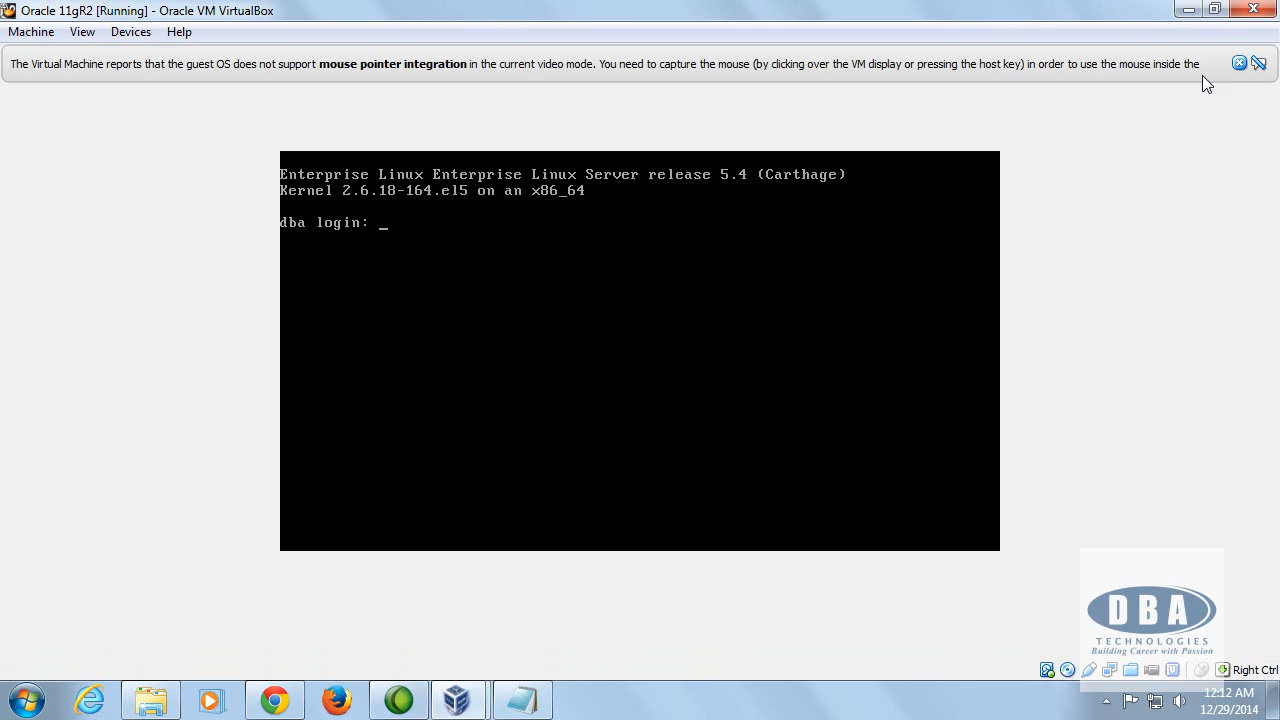 Oracle 11gR2 [Running] - Oracle VM VirtualBox
Machine View Devices Help
The Virtual Machine reports that the guest OS does not support mouse pointer integration in the current video mode. You need to capture the mouse (by clicking over the VM display or pressing the host key) in order to use the mouse inside the
Enterprise Linux Enterprise Linux Server release 5.4 (Carthage)
Kernel 2.6.18-164.el5 on an x86_64
dba login: _
DBA
TECHNOLOGIES
Building Career with Passion
Right Ctrl
12:12 AM
12/29/2014